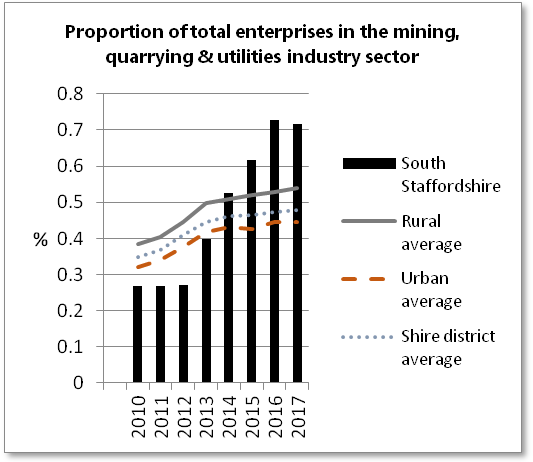 Proportion of total enterprises in the mining,
quarrying & utilities industry sector
0.8
0.7
0.6
0.5
0.4
0.3
0.2
0.1
0
%
2010
2011
2012
2013
2014
2015
2016
2017
South
Staffordshire
Rural
average
Urban
average
Shire district
average